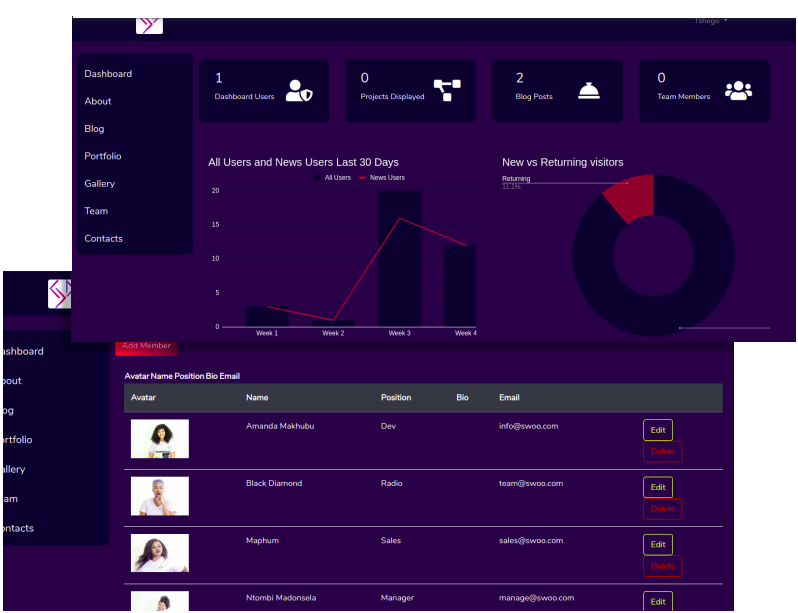 Tshego
Dashboard
About
Blog
Portfolio
Gallery
Team
Contacts
1
Dashboard Users
0
Projects Displayed
2
Blog Posts
0
Team Members
All Users and News Users Last 30 Days
All Users
News Users
20
15
10
5
0
Week 1
Week 2
Week 3
Week 4
New vs Returning visitors
Returning
11.1%
ashboard
out
og
rtfolio
allery
am
ontacts
Add Member
Avatar Name Position Bio Email
Avatar Name Position Bio Email
Amanda Makhubu Dev info@swoo.com Edit
Delete
Black Diamond Radio team@swoo.com Edit
Delete
Maphum Sales sales@swoo.com Edit
Delete
Ntombi Madonsela Manager manage@swoo.com Edit